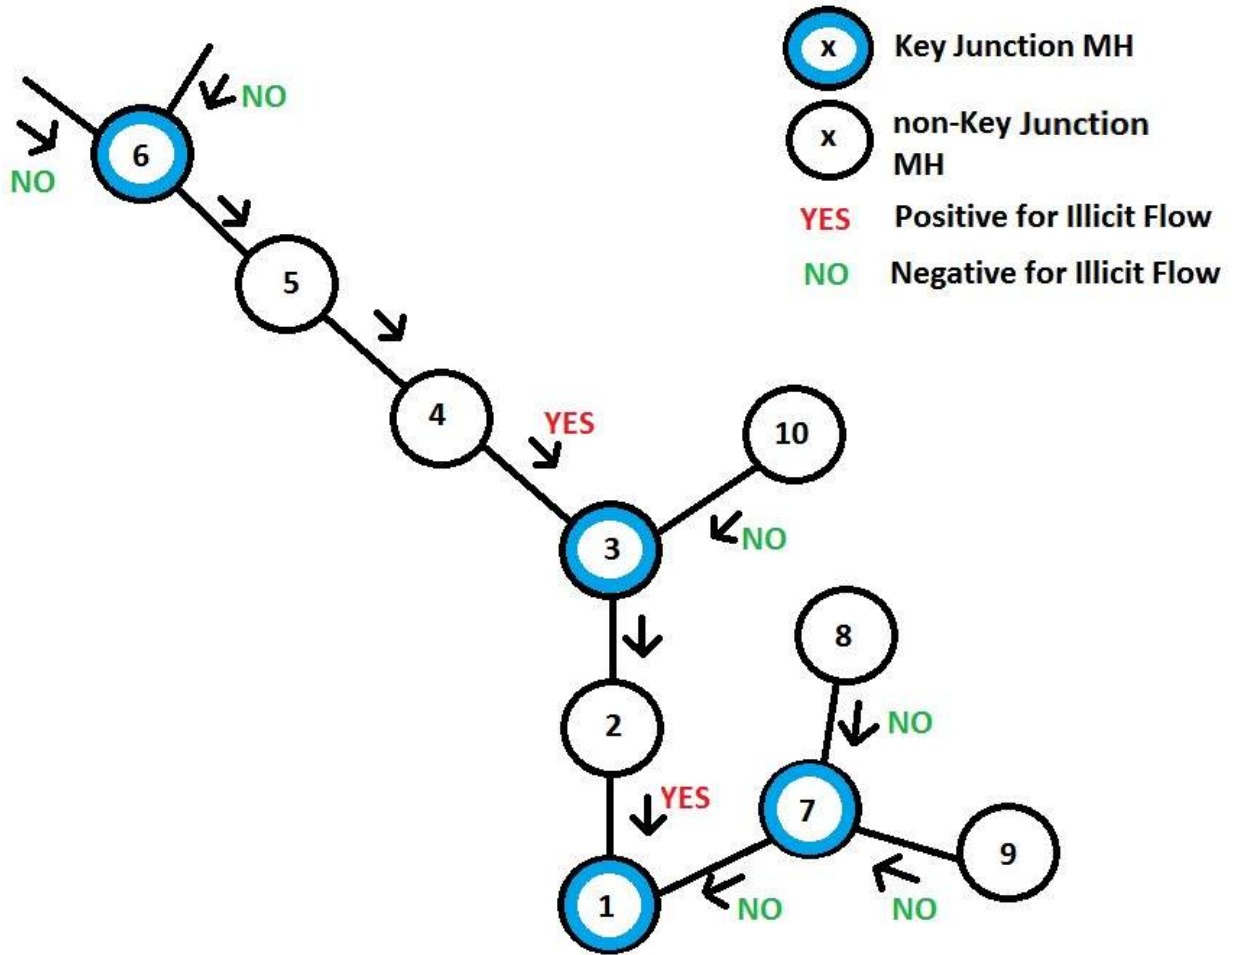 x Key Junction MH
x non-Key Junction
MH
YES Positive for Illicit Flow
NO Negative for Illicit Flow
NO
NO
6
5
4
YES
10
3
NO
8
2
NO
YES
7
9
1
NO
NO